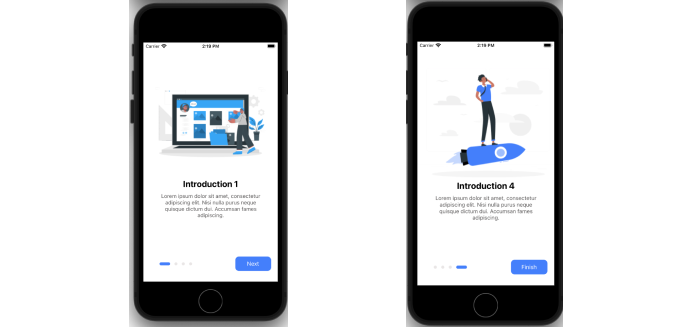 Carrier 2:19 PM
Introduction 1
Lorem ipsum dolor sit amet, consectetur
adipiscing elit. Nisi nulla purus neque
quisque dictum dui. Accumsan fames
adipiscing.
Next
Carrier 2:19 PM
Introduction 4
Lorem ipsum dolor sit amet, consectetur
adipiscing elit. Nisi nulla purus neque
quisque dictum dui. Accumsan fames
adipiscing.
Finish